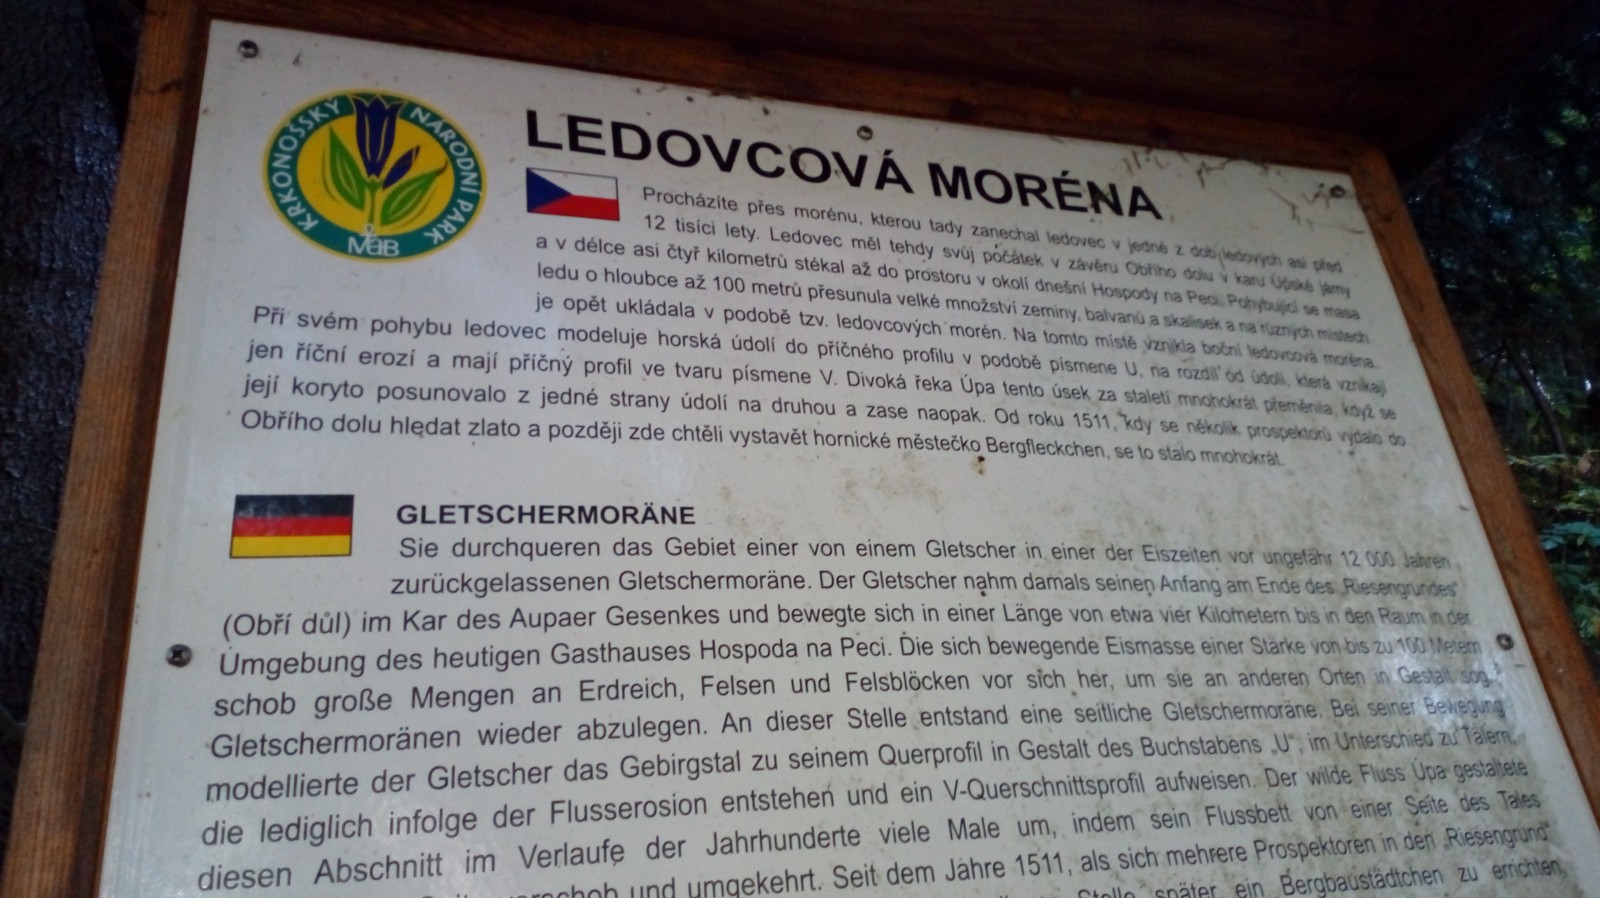 KRKONOŠSKÝ NÁRODNÍ PARK
MaB
LEDOVCOVÁ MORÉNA
Procházíte přes morénu, kterou tady zanechal ledovec v jedné z dob ledových asi před
12 tisíci lety. Ledovec měl tehdy svůj počátek v závěru Obřího dolu v karu Úpské jámy
a v délce asi čtyř kilometrů stékal až do prostoru v okolí dnešní Hospody na Peci. Pohybující se masa
ledu o hloubce až 100 metrů přesunula velké množství zeminy, balvanů a skalisek a na různých místech
je opět ukládala v podobě tzv. ledovcových morén. Na tomto místě vznikla boční ledovcová moréna.
Při svém pohybu ledovec modeluje horská údolí do příčného profilu v podobě písmene U, na rozdíl od údolí, která vznikají
jen říční erozí a mají příčný profil ve tvaru písmene V. Divoká řeka Úpa tento úsek za staletí mnohokrát přeměnila, když se
její koryto posunovalo z jedné strany údolí na druhou a zase naopak. Od roku 1511, kdy se několik prospektorů vydalo do
Obřího dolu hledat zlato a později zde chtěli vystavět hornické městečko Bergfleckchen, se to stalo mnohokrát.
GLETSCHERMORÄNE
Sie durchqueren das Gebiet einer von einem Gletscher in einer der Eiszeiten vor ungefähr 12 000 Jahren
zurückgelassenen Gletschermoräne. Der Gletscher nahm damals seinen Anfang am Ende des „Riesengrundes"
(Obří důl) im Kar des Aupaer Gesenkes und bewegte sich in einer Länge von etwa vier Kilometern bis in den Raum in der
Umgebung des heutigen Gasthauses Hospoda na Peci. Die sich bewegende Eismasse einer Stärke von bis zu 100 Metern
schob große Mengen an Erdreich, Felsen und Felsblöcken vor sich her, um sie an anderen Orten in Gestalt sog.
Gletschermoränen wieder abzulegen. An dieser Stelle entstand eine seitliche Gletschermoräne. Bei seiner Bewegung
modellierte der Gletscher das Gebirgstal zu seinem Querprofil in Gestalt des Buchstabens „U", im Unterschied zu Tälern,
die lediglich infolge der Flusserosion entstehen und ein V-Querschnittsprofil aufweisen. Der wilde Fluss Úpa gestaltete
diesen Abschnitt im Verlaufe der Jahrhunderte viele Male um, indem sein Flussbett von einer Seite des Tales
vorschob und umgekehrt. Seit dem Jahre 1511, als sich mehrere Prospektoren in den „Riesengrund"
Stelle später ein Bergbaustädtchen zu errichten,